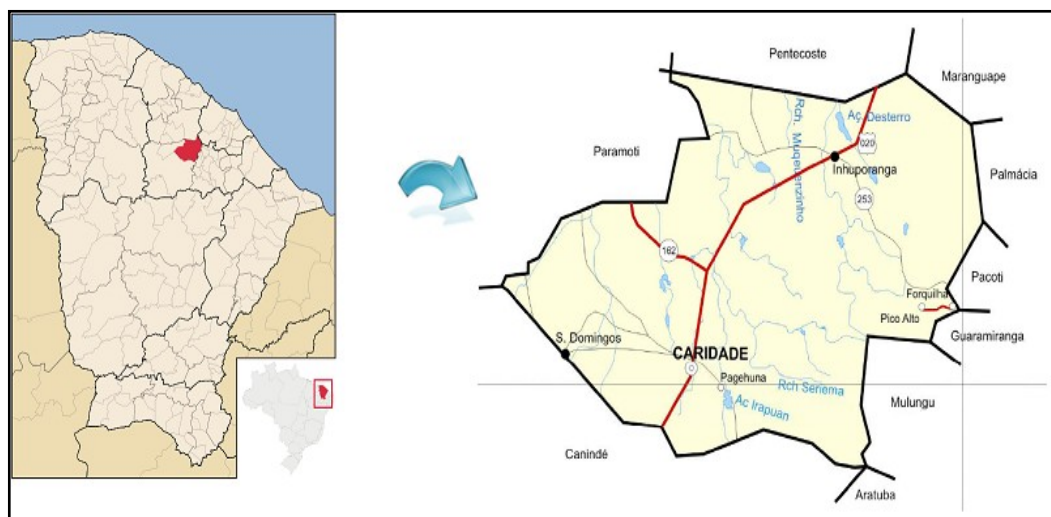 Pentecoste
Maranguape
Paramoti
Rch. Muquenzinho
Aç. Desterro
020
Inhuporanga
Palmácia
253
162
Pacoti
Forquilha
Pico Alto
Guaramiranga
S. Domingos
CARIDADE
Pagehuna
Rch Seriema
Mulungu
Aç Irapuan
Canindé
Aratuba